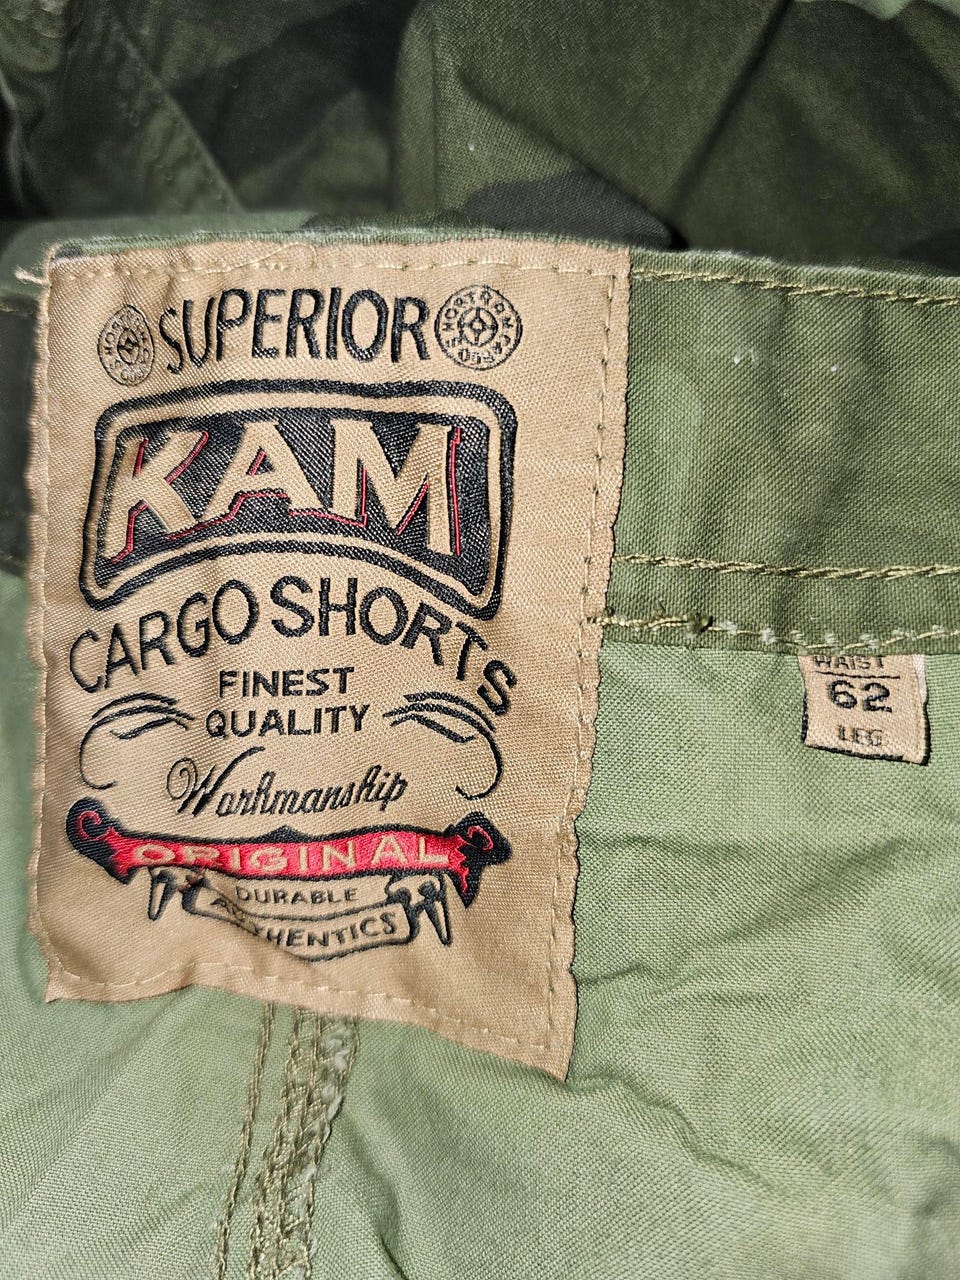 SUPERIOR
KAM
CARGO SHORTS
FINEST
QUALITY
Workmanship
ORIGINAL
DURABLE
AUTHENTICS
WAIST
62
LEG